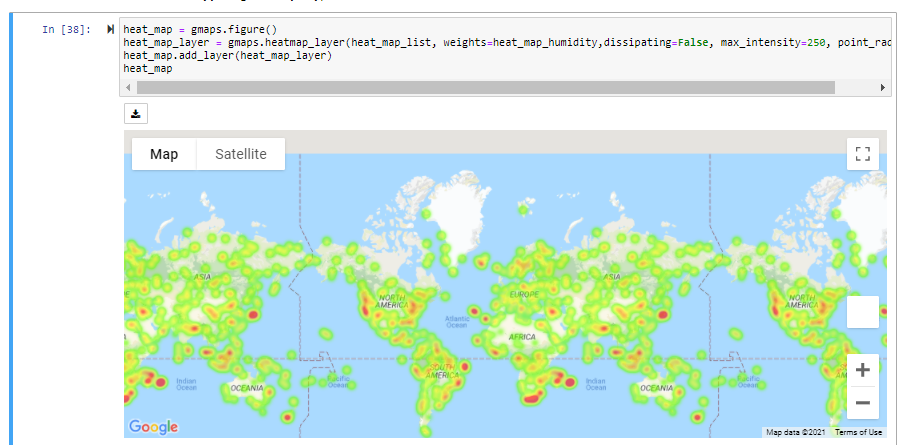 In [38]:
heat_map = gmaps.figure()
heat_map_layer = gmaps.heatmap_layer(heat_map_list, weights=heat_map_humidity,dissipating=False, max_intensity=250, point_rad
heat_map.add_layer(heat_map_layer)
heat_map
Map Satellite
ASIA
NORTH
AMERICA
Atlantic
Ocean
EUROPE
AFRICA
ASIA
NORTH
AMERICA
SOUTH
AMERICA
Indian
Ocean
OCEANIA
Pacific
Ocean
Indian
Ocean
OCEANIA
Pacific
Ocean
Google
Map data ©2021 Terms of Use